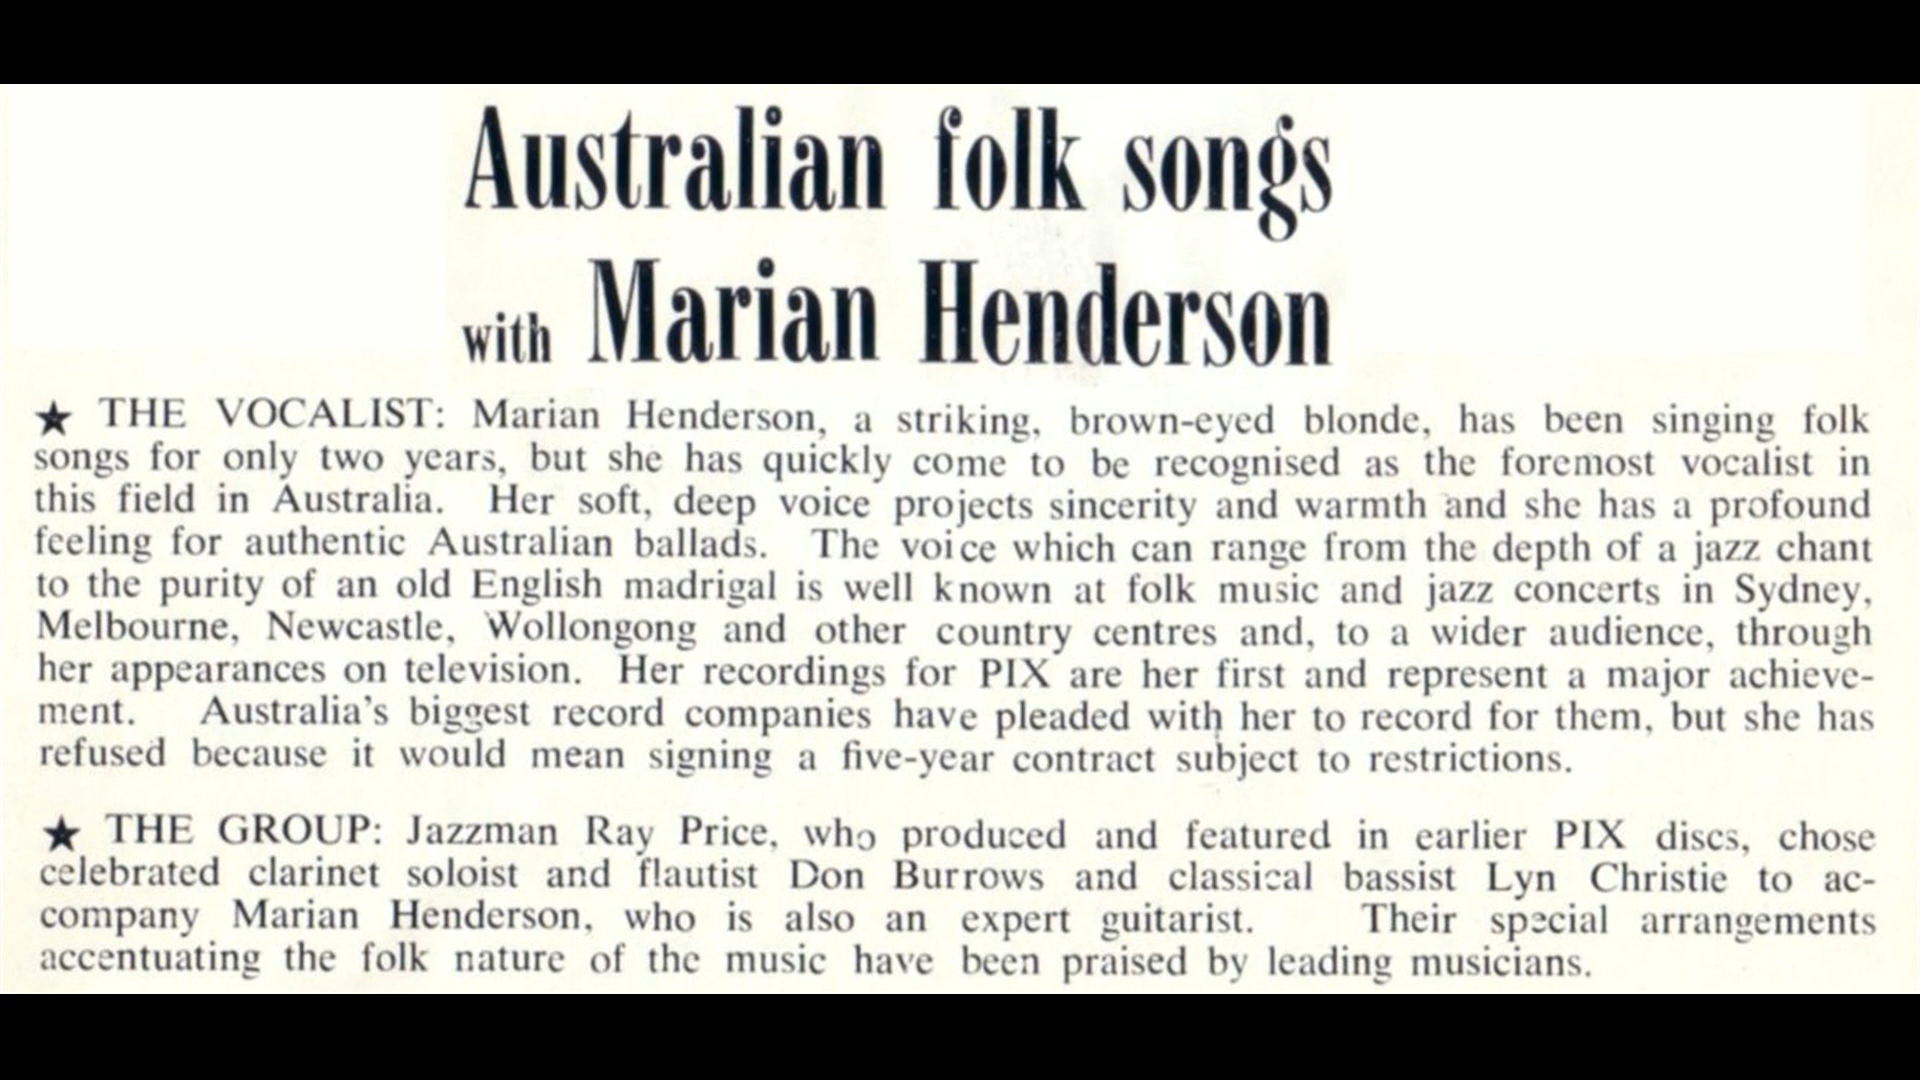 Australian folk songs
with Marian Henderson
★ THE VOCALIST: Marian Henderson, a striking, brown-eyed blonde, has been singing folk
songs for only two years, but she has quickly come to be recognised as the foremost vocalist in
this field in Australia. Her soft, deep voice projects sincerity and warmth and she has a profound
feeling for authentic Australian ballads. The voice which can range from the depth of a jazz chant
to the purity of an old English madrigal is well known at folk music and jazz concerts in Sydney,
Melbourne, Newcastle, Wollongong and other country centres and, to a wider audience, through
her appearances on television. Her recordings for PIX are her first and represent a major achieve-
ment. Australia's biggest record companies have pleaded with her to record for them, but she has
refused because it would mean signing a five-year contract subject to restrictions.
★ THE GROUP: Jazzman Ray Price, who produced and featured in earlier PIX discs, chose
celebrated clarinet soloist and flautist Don Burrows and classical bassist Lyn Christie to ac-
company Marian Henderson, who is also an expert guitarist. Their special arrangements
accentuating the folk nature of the music have been praised by leading musicians.